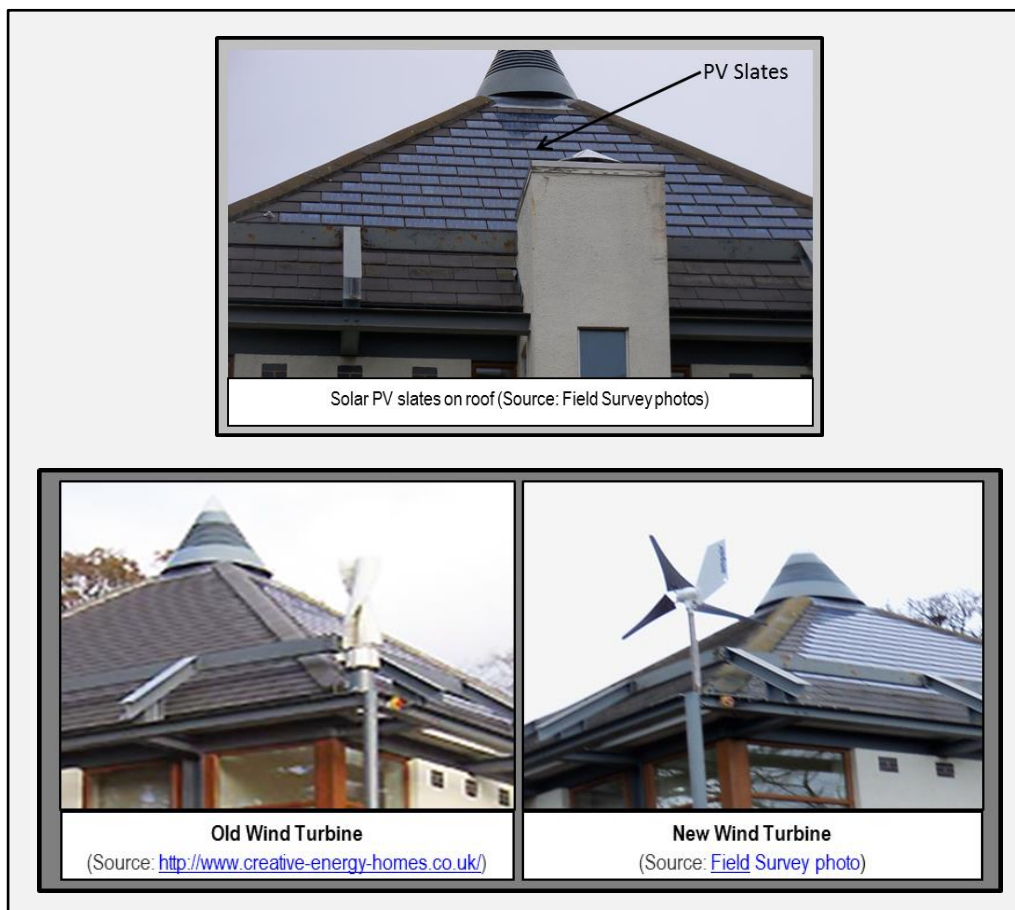 PV Slates
Solar PV slates on roof (Source: Field Survey photos)
Old Wind Turbine
(Source: http://www.creative-energy-homes.co.uk/)
New Wind Turbine
(Source: Field Survey photo)